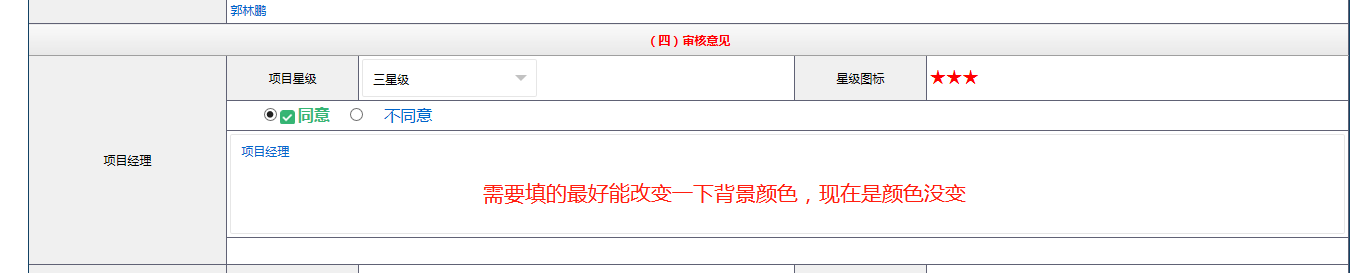 郭林鹏
（四）审核意见
项目星级 三星级 星级图标 ★★★
同意 不同意
项目经理
项目经理
需要填的最好能改变一下背景颜色，现在是颜色没变